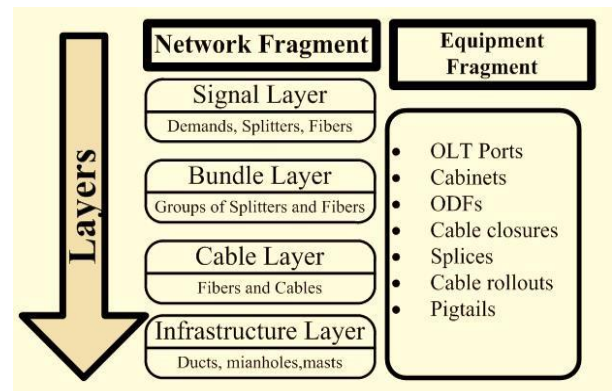 Layers
Network Fragment
Signal Layer
Demands, Splitters, Fibers
Bundle Layer
Groups of Splitters and Fibers
Cable Layer
Fibers and Cables
Infrastructure Layer
Ducts, mianholes,masts
Equipment
Fragment
• OLT Ports
• Cabinets
• ODFs
• Cable closures
• Splices
• Cable rollouts
• Pigtails